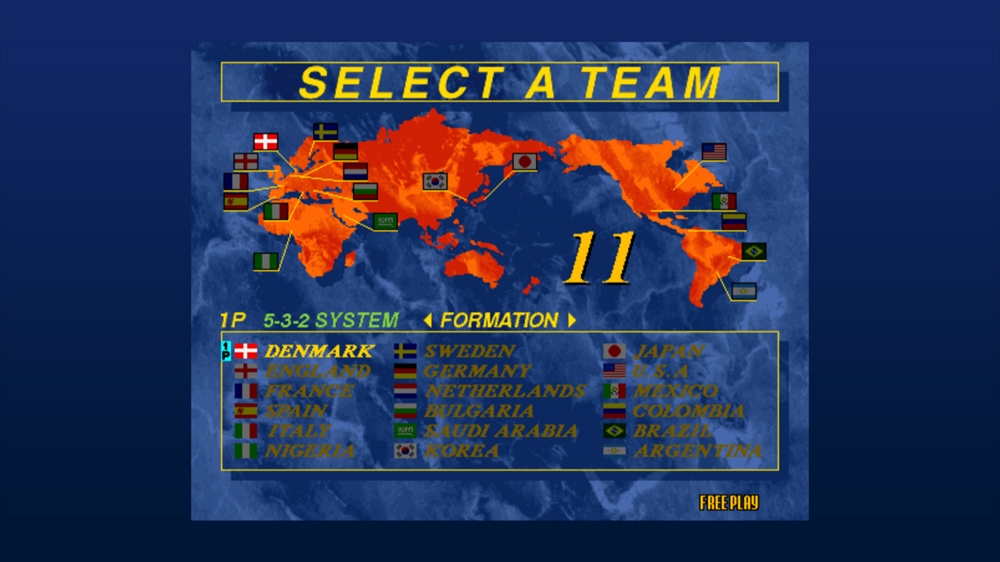 SELECT A TEAM
11
1P 5-3-2 SYSTEM ◀ FORMATION ▶
1P DENMARK SWEDEN JAPAN
ENGLAND GERMANY U.S.A
FRANCE NETHERLANDS MEXICO
SPAIN BULGARIA COLOMBIA
ITALY SAUDI ARABIA BRAZIL
NIGERIA KOREA ARGENTINA
FREE PLAY